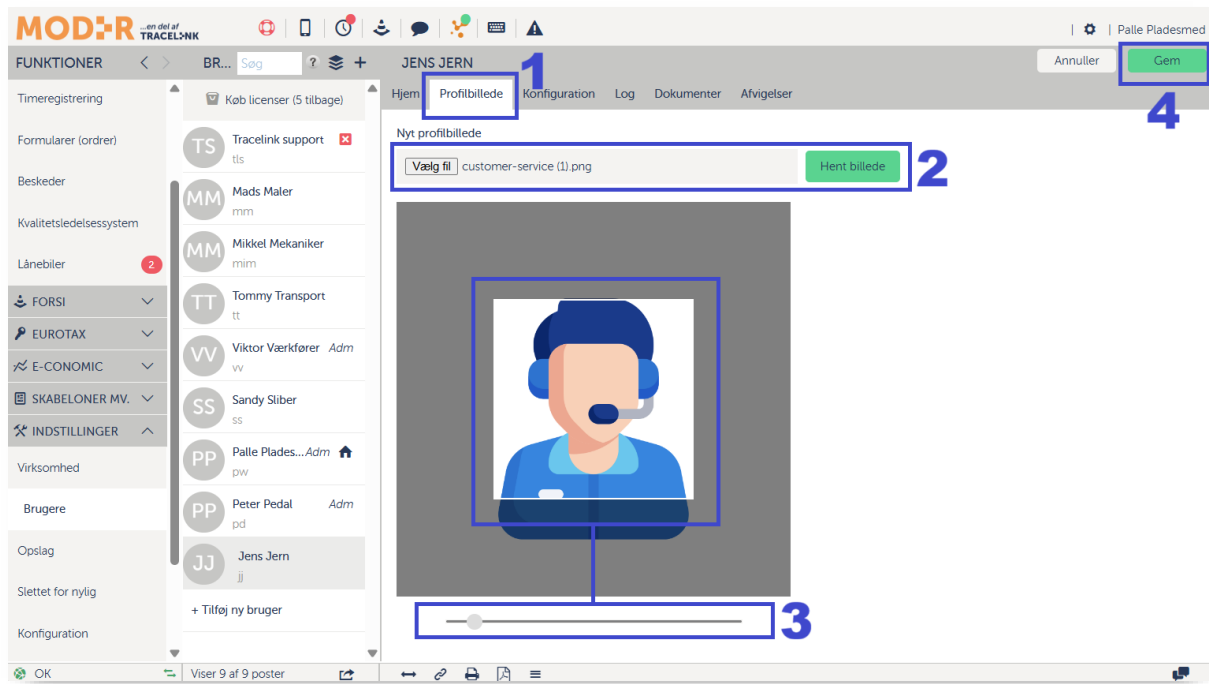 MODIR ...en del af TRACELINK
Palle Pladesmed
FUNKTIONER
BR... Søg ? +
JENS JERN
1
Annuller
Gem
4
Hjem Profilbillede Konfiguration Log Dokumenter Afvigelser
Timeregistrering
Formularer (ordrer)
Beskeder
Kvalitetsledelsessystem
Lånebiler 2
FORSI
EUROTAX
E-CONOMIC
SKABELONER MV.
INDSTILLINGER
Virksomhed
Brugere
Opslag
Slettet for nylig
Konfiguration
Køb licenser (5 tilbage)
TS Tracelink support
tls
MM Mads Maler
mm
MM Mikkel Mekaniker
mim
TT Tommy Transport
tt
VV Viktor Værkfører Adm
vv
SS Sandy Sliber
ss
PP Palle Plades... Adm
pw
PP Peter Pedal Adm
pd
JJ Jens Jern
jj
+ Tilføj ny bruger
Nyt profilbillede
Vælg fil customer-service (1).png
Hent billede
2
3
OK
Viser 9 af 9 poster